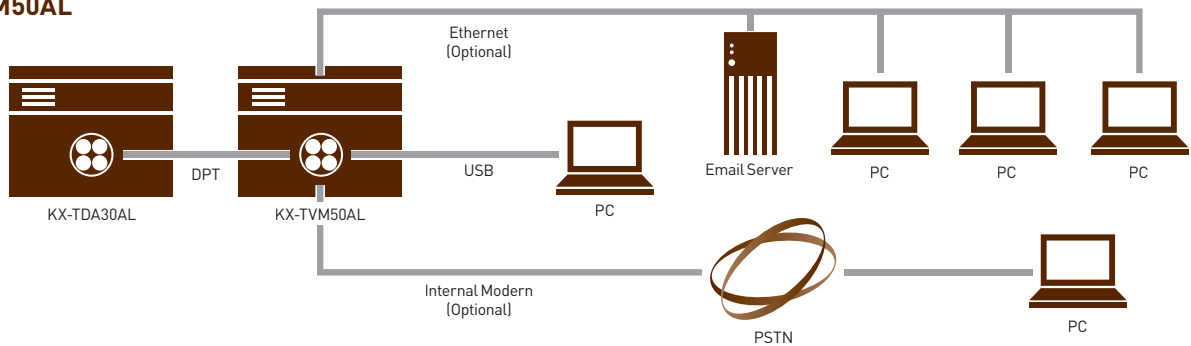 M50AL
Ethernet
(Optional)
DPT
USB
Email Server
PC
PC
PC
PC
KX-TDA30AL
KX-TVM50AL
Internal Modern
(Optional)
PSTN
PC